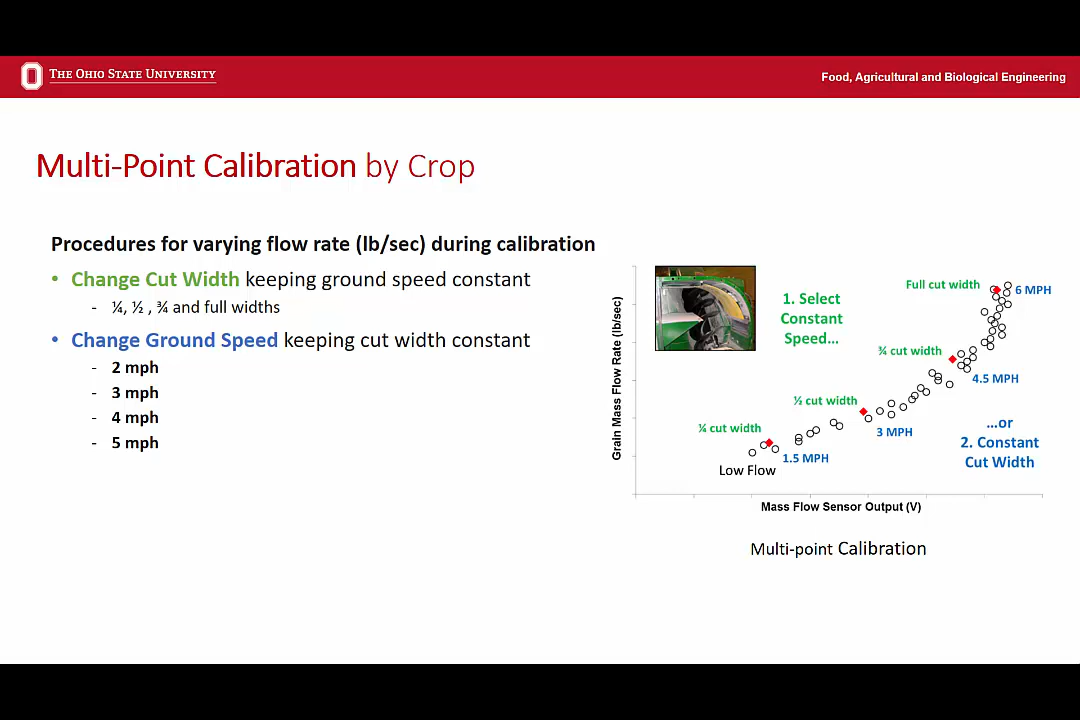 THE OHIO STATE UNIVERSITY
Food, Agricultural and Biological Engineering
Multi-Point Calibration by Crop
Procedures for varying flow rate (lb/sec) during calibration
• Change Cut Width keeping ground speed constant
- ¼, ½ , ¾ and full widths
• Change Ground Speed keeping cut width constant
- 2 mph
- 3 mph
- 4 mph
- 5 mph
Grain Mass Flow Rate (lb/sec)
1. Select
Constant
Speed...
Full cut width
6 MPH
¾ cut width
4.5 MPH
½ cut width
3 MPH
...or
2. Constant
Cut Width
¼ cut width
1.5 MPH
Low Flow
Mass Flow Sensor Output (V)
Multi-point Calibration